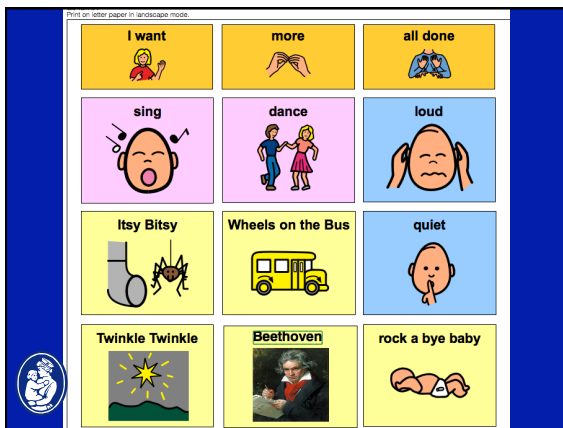 Print on letter paper in landscape mode.
I want more all done
sing dance loud
Itsy Bitsy Wheels on the Bus quiet
Twinkle Twinkle Beethoven rock a bye baby